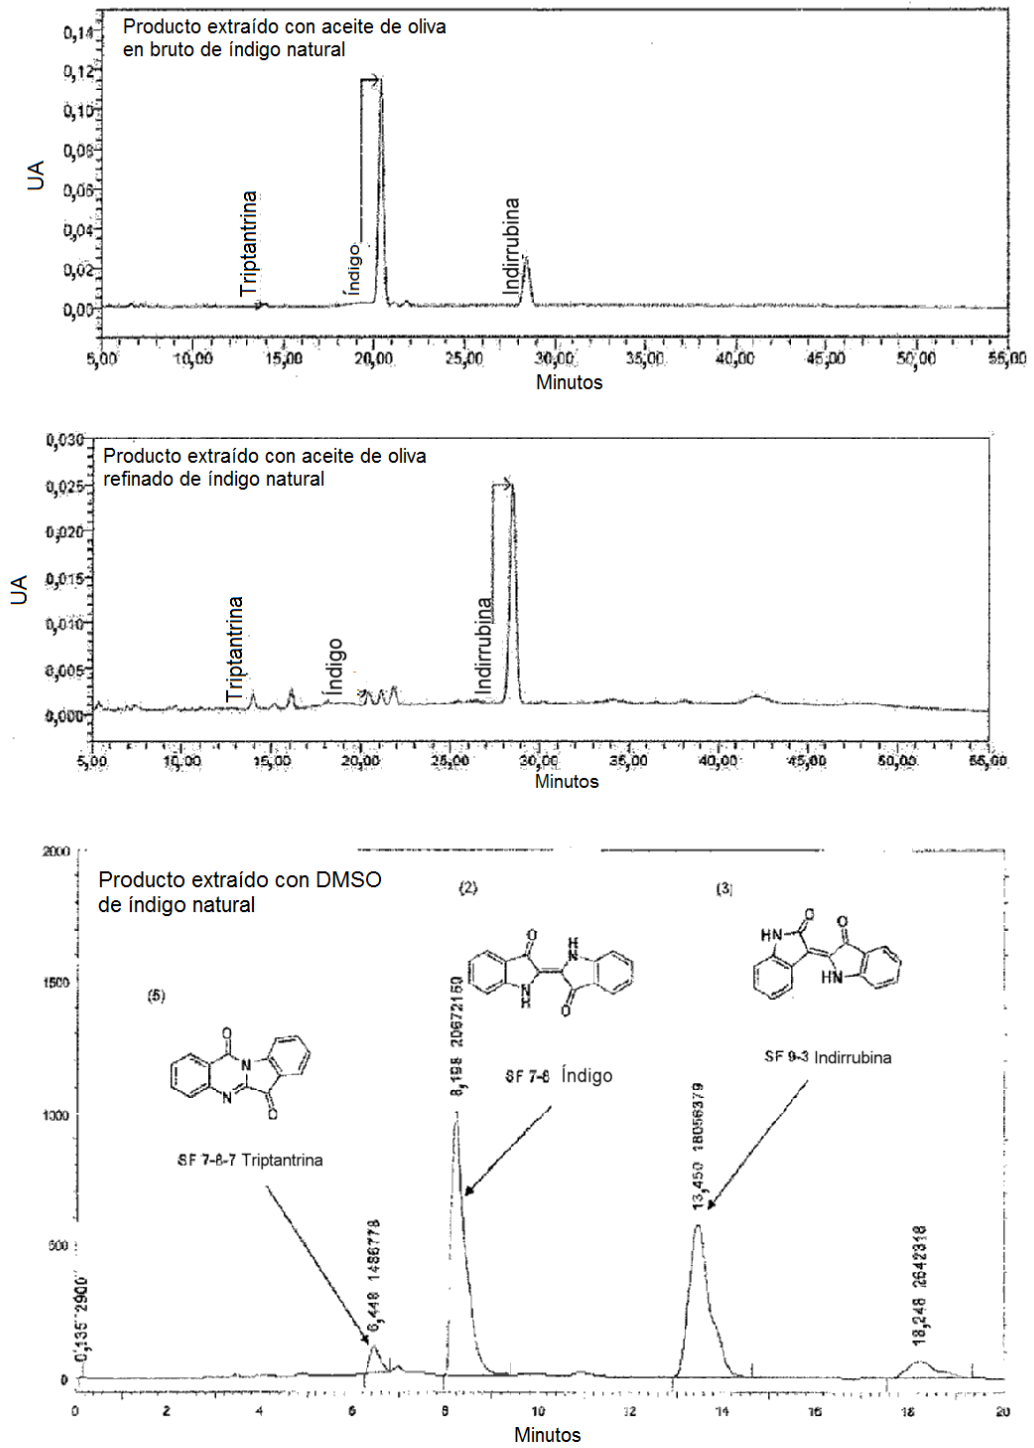 Producto extraído con aceite de oliva
en bruto de índigo natural
0,14
0,12
0,10
0,08
0,06
0,04
0,02
0,00
UA
Triptantrina
Índigo
Indirrubina
5,00 10,00 15,00 20,00 25,00 30,00 35,00 40,00 45,00 50,00 55,00
Minutos
Producto extraído con aceite de oliva
refinado de índigo natural
0,030
0,025
0,020
0,015
0,010
0,005
0,000
UA
Triptantrina
Índigo
Indirrubina
5,00 10,00 15,00 20,00 25,00 30,00 35,00 40,00 45,00 50,00 55,00
Minutos
Producto extraído con DMSO
de índigo natural
2000
1500
1000
500
0
(5)
O
N
N
O
SF 7-8-7 Triptantrina
(2)
O
H
N
N
H
O
SF 7-8 Índigo
(3)
O
HN
O
HN
SF 9-3 Indirrubina
0,135 2900
6,448 1486778
8,198 20672160
13,450 18056379
18,248 2642318
0 2 4 6 8 10 12 14 16 18 20
Minutos